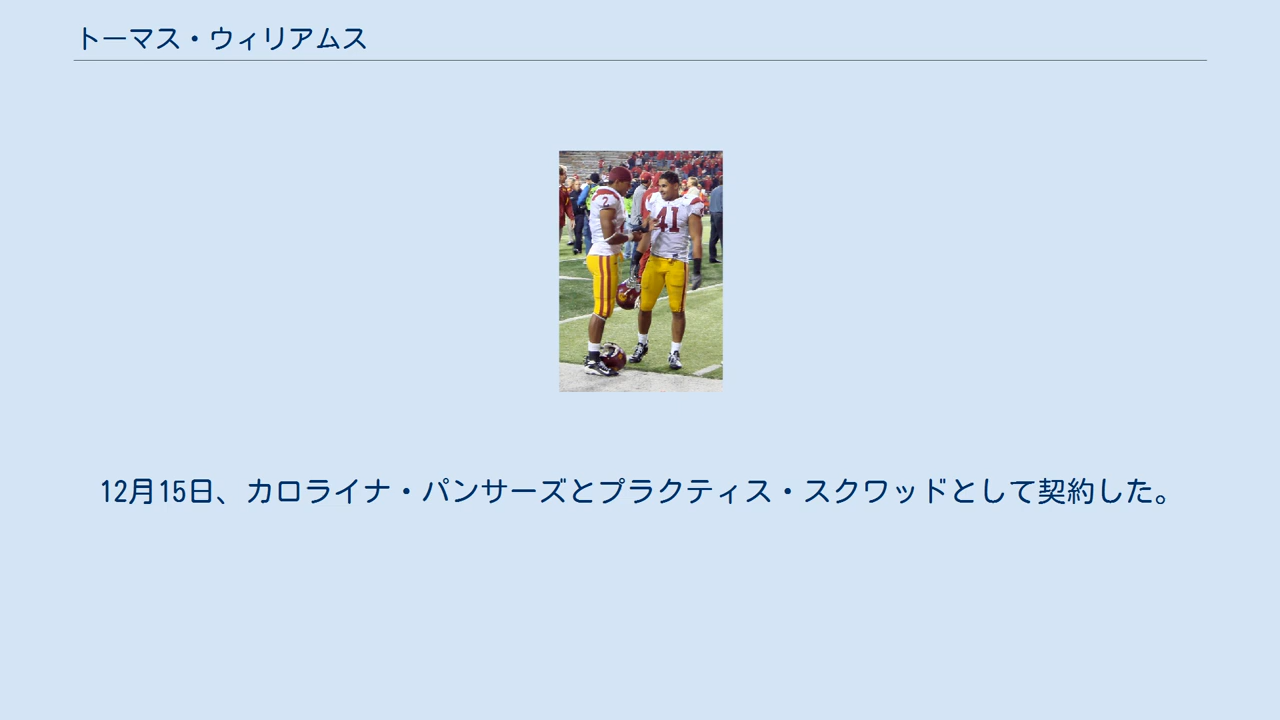 トーマス・ウィリアムス
2
41
12月15日、カロライナ・パンサーズとプラクティス・スクワッドとして契約した。